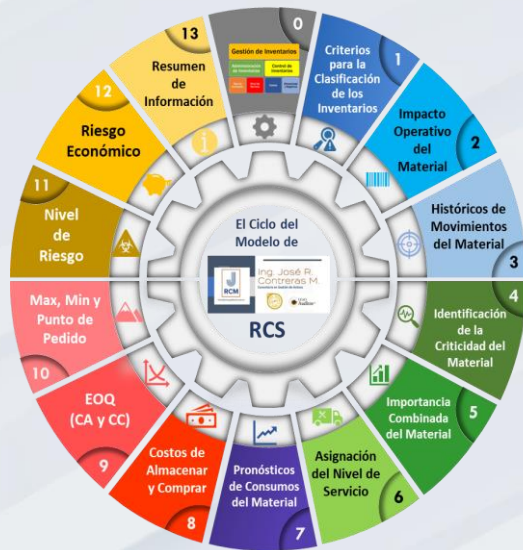 0
Gestión de Inventarios
1
Criterios
para la
Clasificación
de los
Inventarios
2
Impacto
Operativo
del
Material
3
Históricos de
Movimientos
del Material
4
Identificación
de la
Criticidad del
Material
5
Importancia
Combinada
del Material
6
Asignación
del Nivel de
Servicio
7
Pronósticos
de Consumos
del Material
8
Costos de
Almacenar
y Comprar
9
EOQ
(CA y CC)
10
Max, Min y
Punto de
Pedido
11
Nivel
de
Riesgo
12
Riesgo
Económico
13
Resumen
de
Información
El Ciclo del
Modelo de
J
RCM
Ing. José R.
Contreras M.
RCS